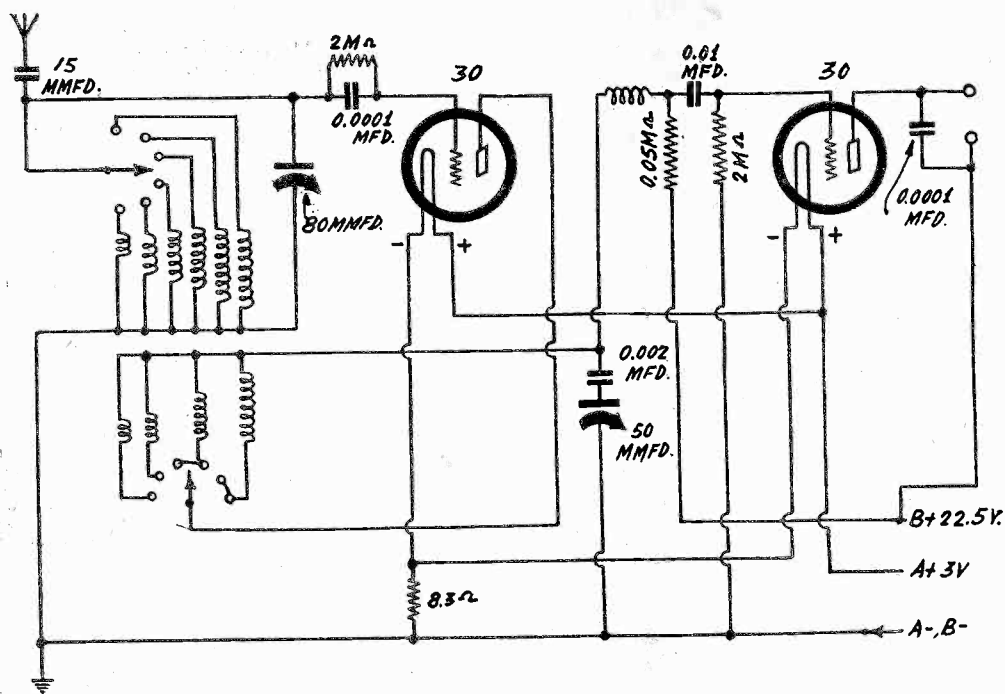 15
MMFD.
2MΩ
0.0001
MFD.
30
80MMFD.
-
+
0.01
MFD.
0.05MΩ
2MΩ
30
0.0001
MFD.
-
+
0.002
MFD.
50
MMFD.
8.3Ω
B+22.5V.
A+3V
A-,B-